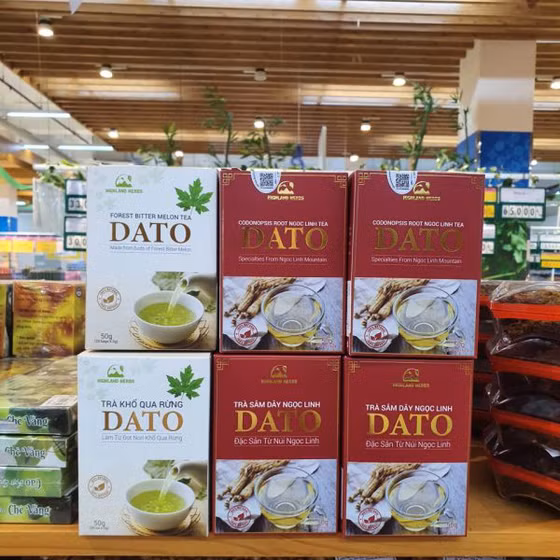 HIGHLAND HERBS
FOREST BITTER MELON TEA
DATO
Made from buds of Forest Bitter Melon
50g
HIGHLAND HERBS
CODONOPSIS ROOT NGOC LINH TEA
DATO
Specialties From Ngoc Linh Mountain
HIGHLAND HERBS
CODONOPSIS ROOT NGOC LINH TEA
DATO
Specialties From Ngoc Linh Mountain
HIGHLAND HERBS
TRÀ KHỔ QUA RỪNG
DATO
Làm Từ Đọt Non Khổ Qua Rừng
50g
HIGHLAND HERBS
TRÀ SÂM DÂY NGỌC LINH
DATO
Đặc Sản Từ Núi Ngọc Linh
HIGHLAND HERBS
TRÀ SÂM DÂY NGỌC LINH
DATO
Đặc Sản Từ Núi Ngọc Linh
Chè Vằng
Chè Vằng